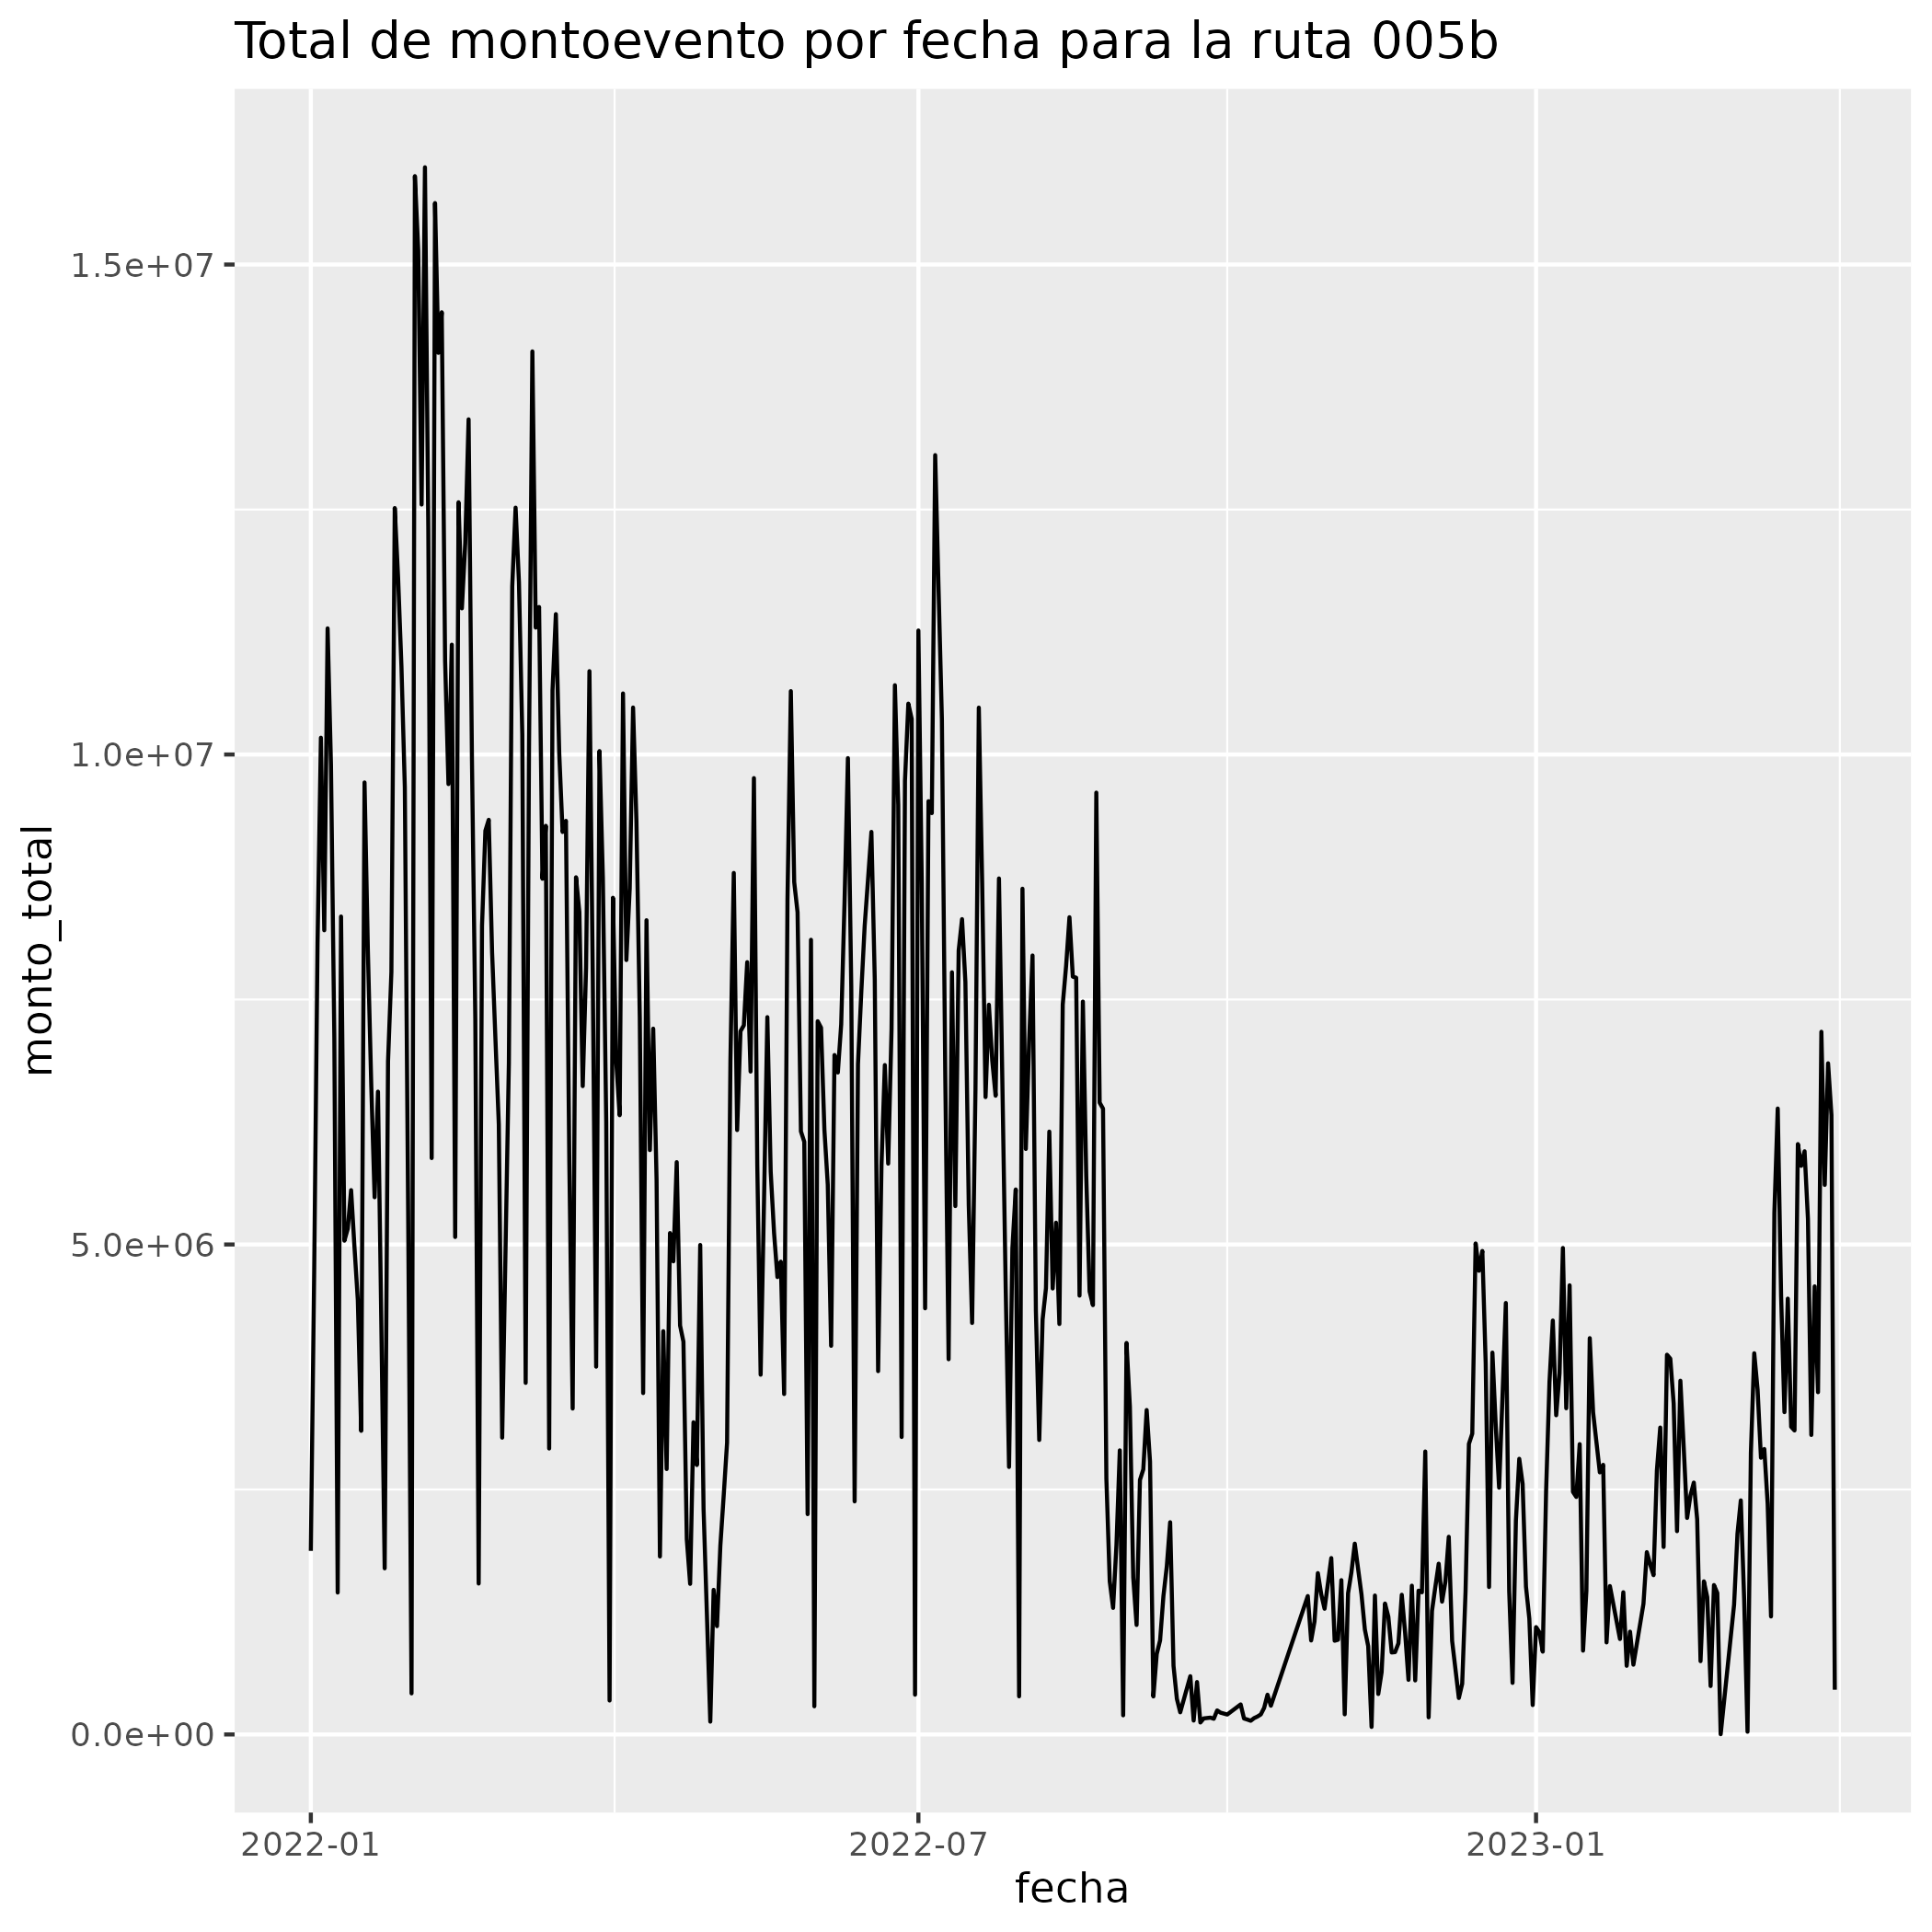 Total de montoevento por fecha para la ruta 005b
monto_total
1.5e+07
1.0e+07
5.0e+06
0.0e+00
2022-01
2022-07
2023-01
fecha